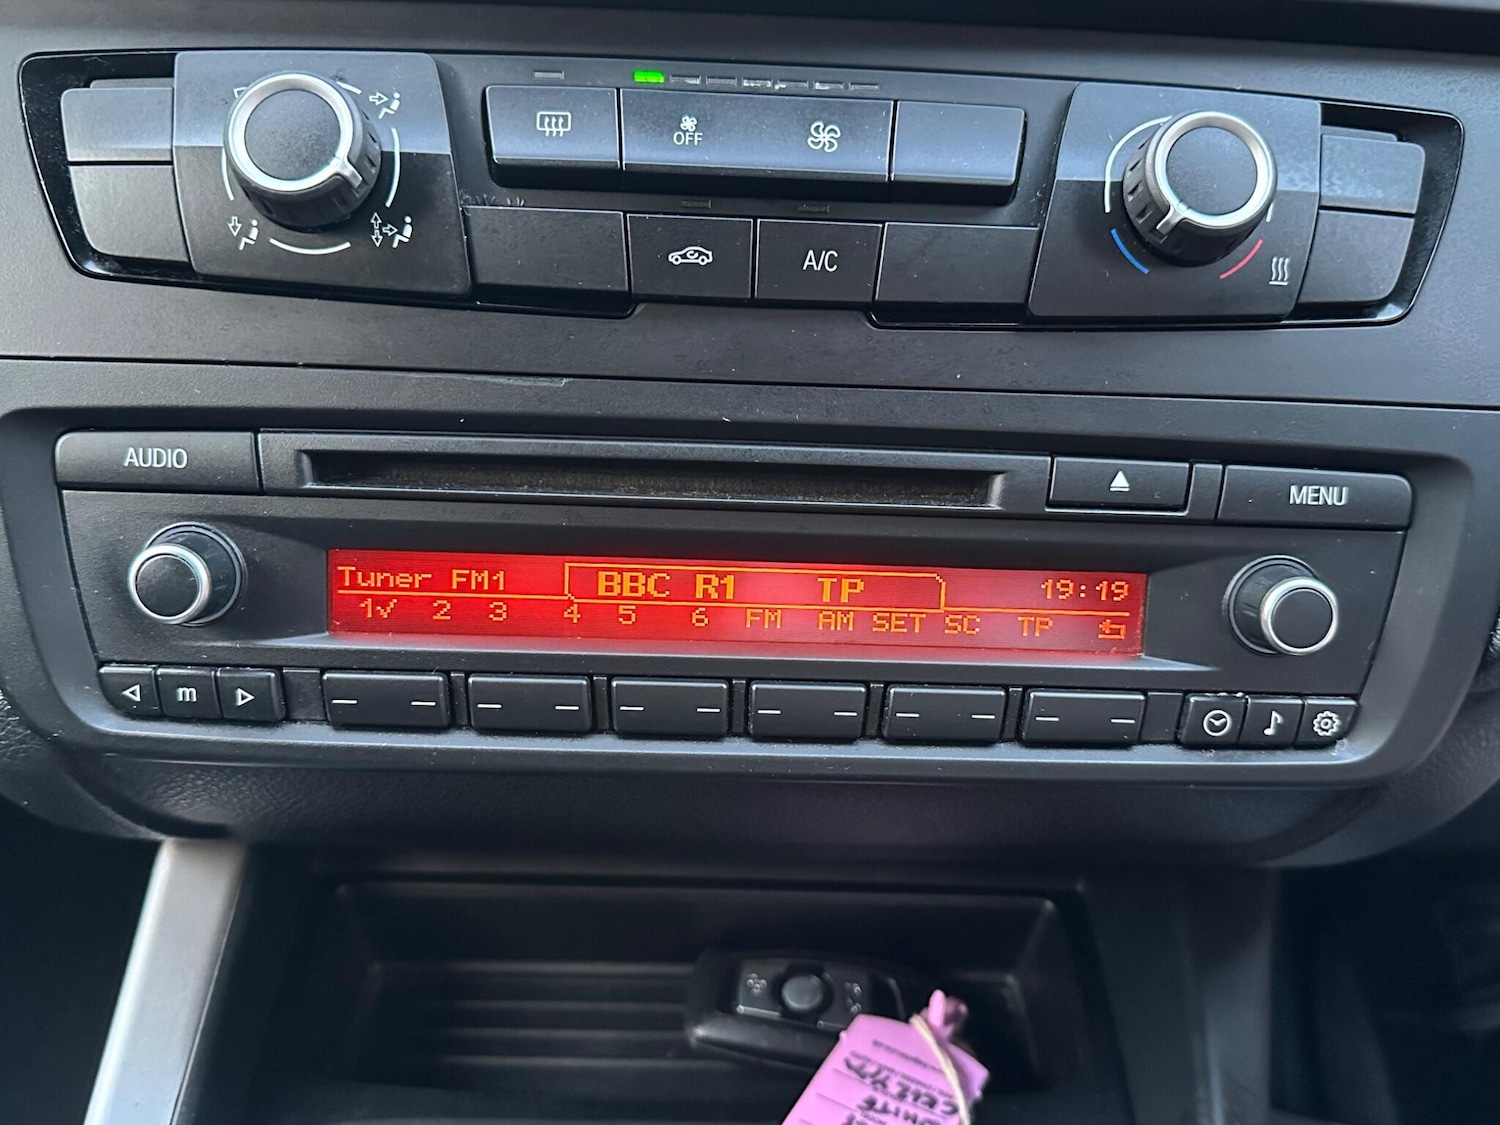 OFF
A/C
AUDIO
MENU
Tuner FM1 BBC R1 TP 19:19
1✓ 2 3 4 5 6 FM AM SET SC TP
m